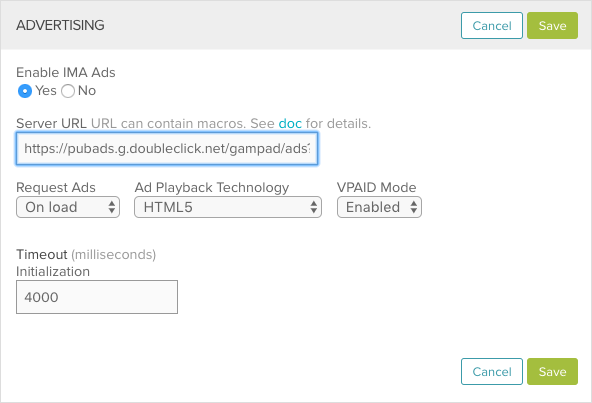 ADVERTISING Cancel Save
Enable IMA Ads
Yes No
Server URL URL can contain macros. See doc for details.
https://pubads.g.doubleclick.net/gampad/ads?
Request Ads Ad Playback Technology VPAID Mode
On load HTML5 Enabled
Timeout (milliseconds)
Initialization
4000
Cancel Save